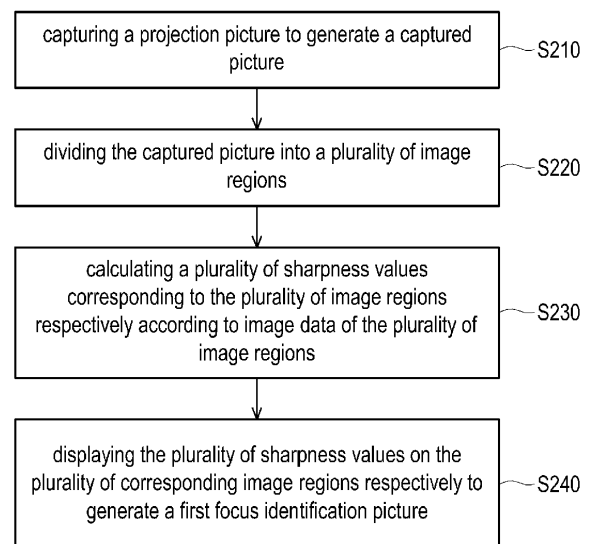 capturing a projection picture to generate a captured
picture
S210
dividing the captured picture into a plurality of image
regions
S220
calculating a plurality of sharpness values
corresponding to the plurality of image regions
respectively according to image data of the plurality of
image regions
S230
displaying the plurality of sharpness values on the
plurality of corresponding image regions respectively to
generate a first focus identification picture
S240